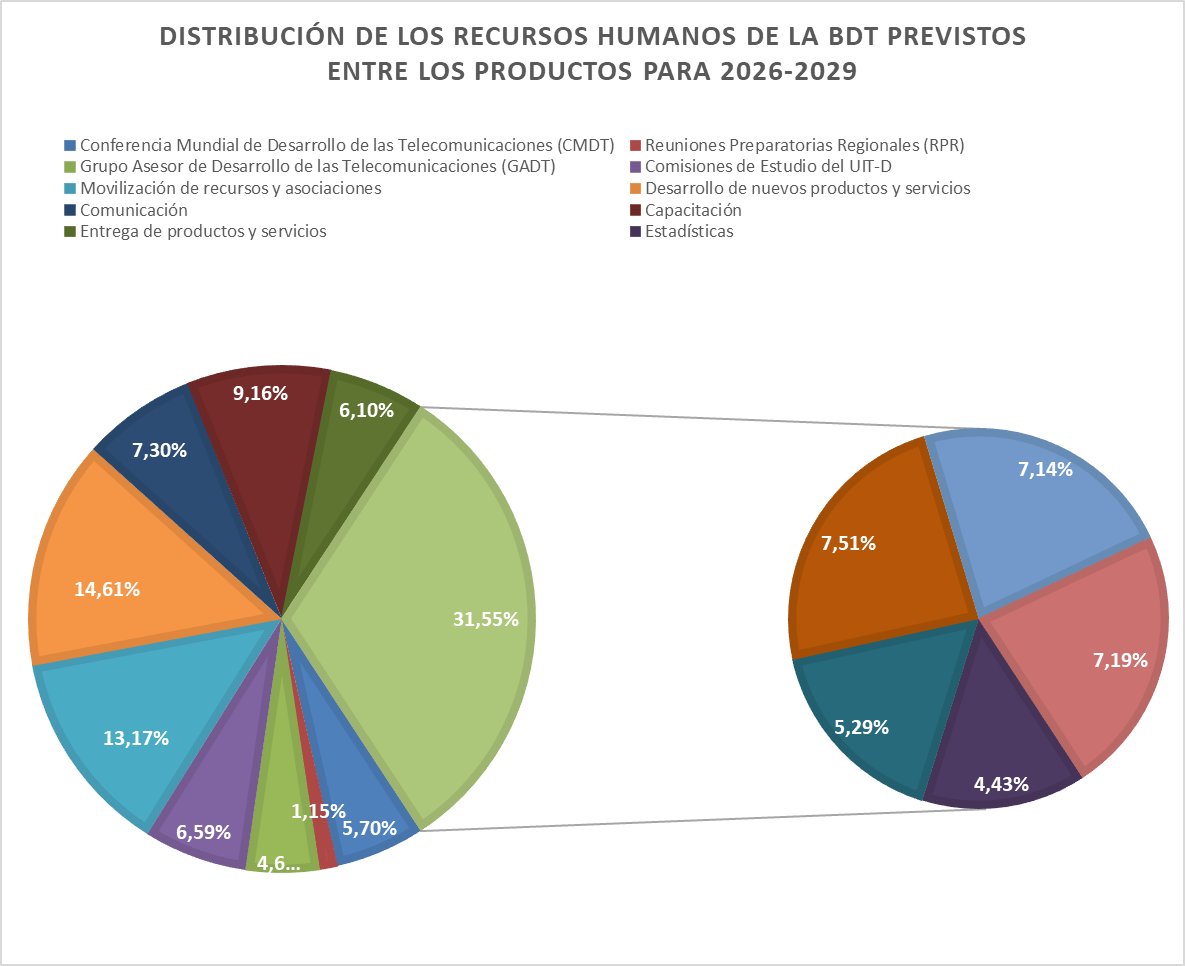 DISTRIBUCIÓN DE LOS RECURSOS HUMANOS DE LA BDT PREVISTOS
ENTRE LOS PRODUCTOS PARA 2026-2029
Conferencia Mundial de Desarrollo de las Telecomunicaciones (CMDT)
Reuniones Preparatorias Regionales (RPR)
Grupo Asesor de Desarrollo de las Telecomunicaciones (GADT)
Comisiones de Estudio del UIT-D
Movilización de recursos y asociaciones
Desarrollo de nuevos productos y servicios
Comunicación
Capacitación
Entrega de productos y servicios
Estadísticas
9,16%
6,10%
7,30%
14,61%
31,55%
13,17%
1,15%
5,70%
6,59%
4,6...
7,14%
7,51%
7,19%
5,29%
4,43%